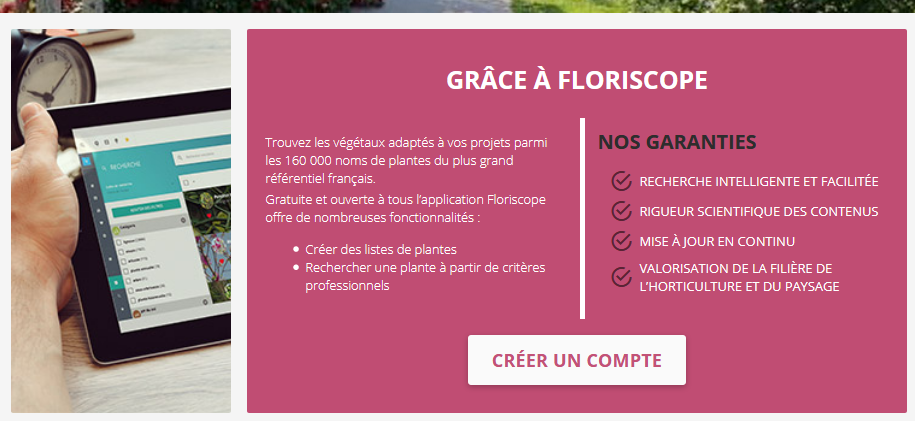 GRÂCE À FLORISCOPE
Trouvez les végétaux adaptés à vos projets parmi
les 160 000 noms de plantes du plus grand
référentiel français.
Gratuite et ouverte à tous l'application Floriscope
offre de nombreuses fonctionnalités :
Créer des listes de plantes
Rechercher une plante à partir de critères
professionnels
NOS GARANTIES
RECHERCHE INTELLIGENTE ET FACILITÉE
RIGUEUR SCIENTIFIQUE DES CONTENUS
MISE À JOUR EN CONTINU
VALORISATION DE LA FILIÈRE DE
L'HORTICULTURE ET DU PAYSAGE
CRÉER UN COMPTE
RECHERCHE